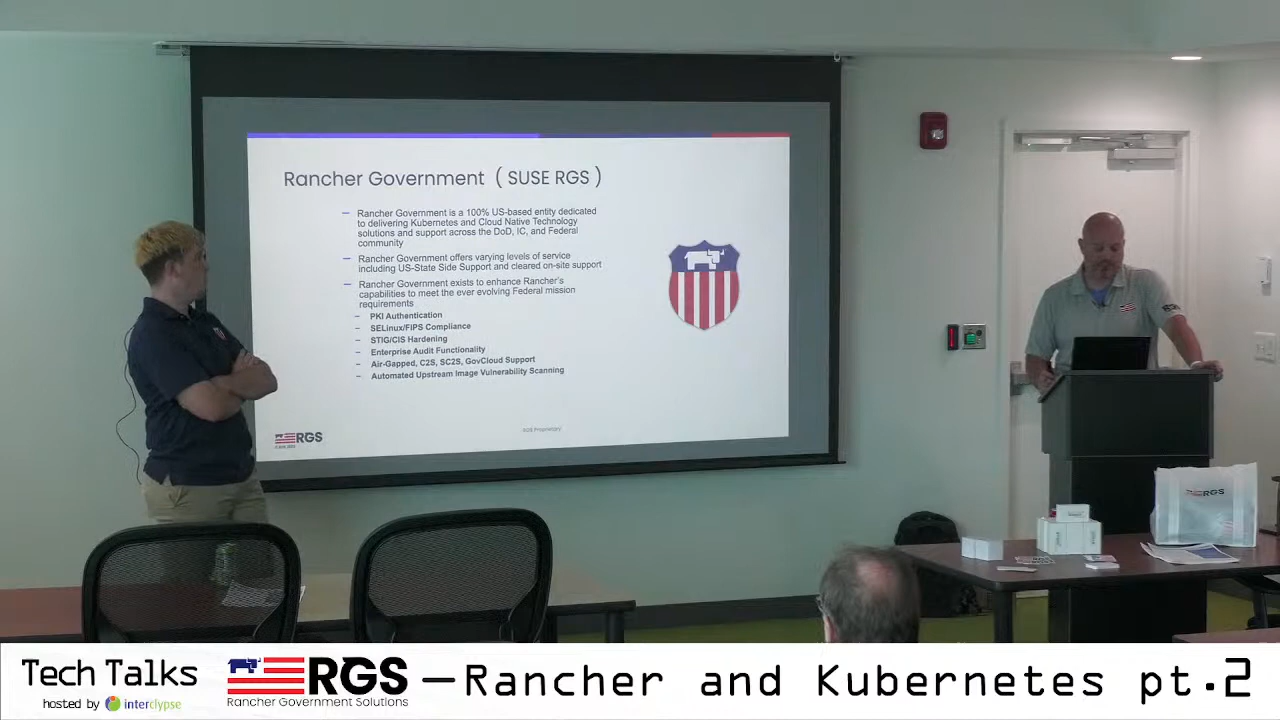 Rancher Government ( SUSE RGS )
– Rancher Government is a 100% US-based entity dedicated
to delivering Kubernetes and Cloud Native Technology
solutions and support across the DoD, IC, and Federal
community
– Rancher Government offers varying levels of service
including US-State Side Support and cleared on-site support
– Rancher Government exists to enhance Rancher's
capabilities to meet the ever evolving Federal mission
requirements
– PKI Authentication
– SELinux/FIPS Compliance
– STIG/CIS Hardening
– Enterprise Audit Functionality
– Air-Gapped, C2S, SC2S, GovCloud Support
– Automated Upstream Image Vulnerability Scanning
RGS
RGS Proprietary
RGS
Tech Talks
hosted by interclypse
RGS
Rancher Government Solutions
—Rancher and Kubernetes pt.2